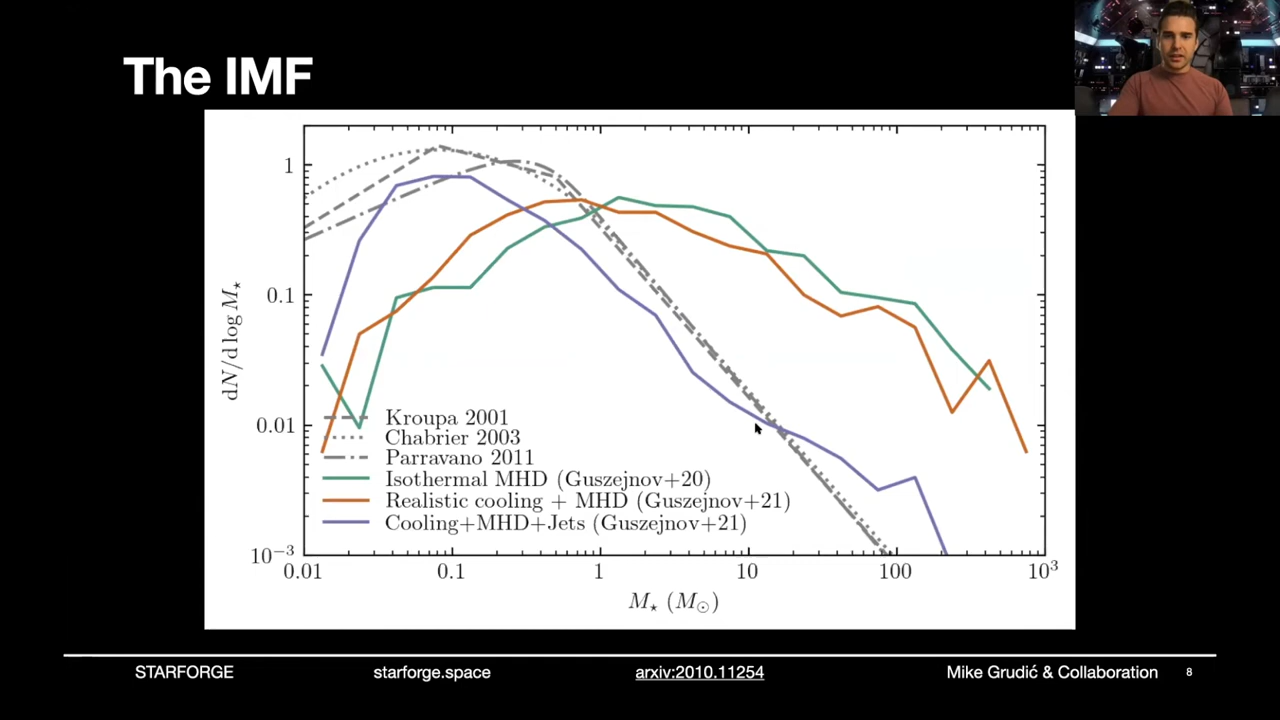 The IMF
1
0.1
0.01
10⁻³
dN/d log M⋆
Kroupa 2001
Chabrier 2003
Parravano 2011
Isothermal MHD (Guszejnov+20)
Realistic cooling + MHD (Guszejnov+21)
Cooling+MHD+Jets (Guszejnov+21)
0.01 0.1 1 10 100 10³
M⋆ (M⊙)
STARFORGE starforge.space arxiv:2010.11254 Mike Grudić & Collaboration 8